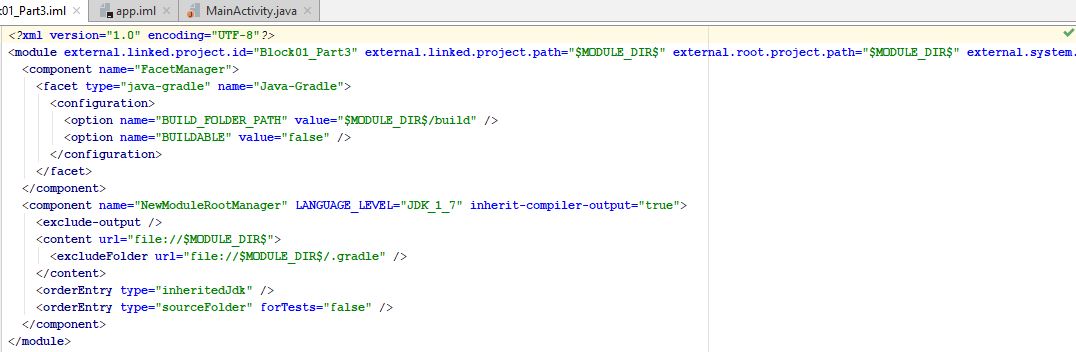 01_Part3.iml app.iml MainActivity.java
<?xml version="1.0" encoding="UTF-8"?>
<module external.linked.project.id="Block01_Part3" external.linked.project.path="$MODULE_DIR$" external.root.project.path="$MODULE_DIR$" external.system.
<component name="FacetManager">
<facet type="java-gradle" name="Java-Gradle">
<configuration>
<option name="BUILD_FOLDER_PATH" value="$MODULE_DIR$/build" />
<option name="BUILDABLE" value="false" />
</configuration>
</facet>
</component>
<component name="NewModuleRootManager" LANGUAGE_LEVEL="JDK_1_7" inherit-compiler-output="true">
<exclude-output />
<content url="file://$MODULE_DIR$">
<excludeFolder url="file://$MODULE_DIR$/.gradle" />
</content>
<orderEntry type="inheritedJdk" />
<orderEntry type="sourceFolder" forTests="false" />
</component>
</module>